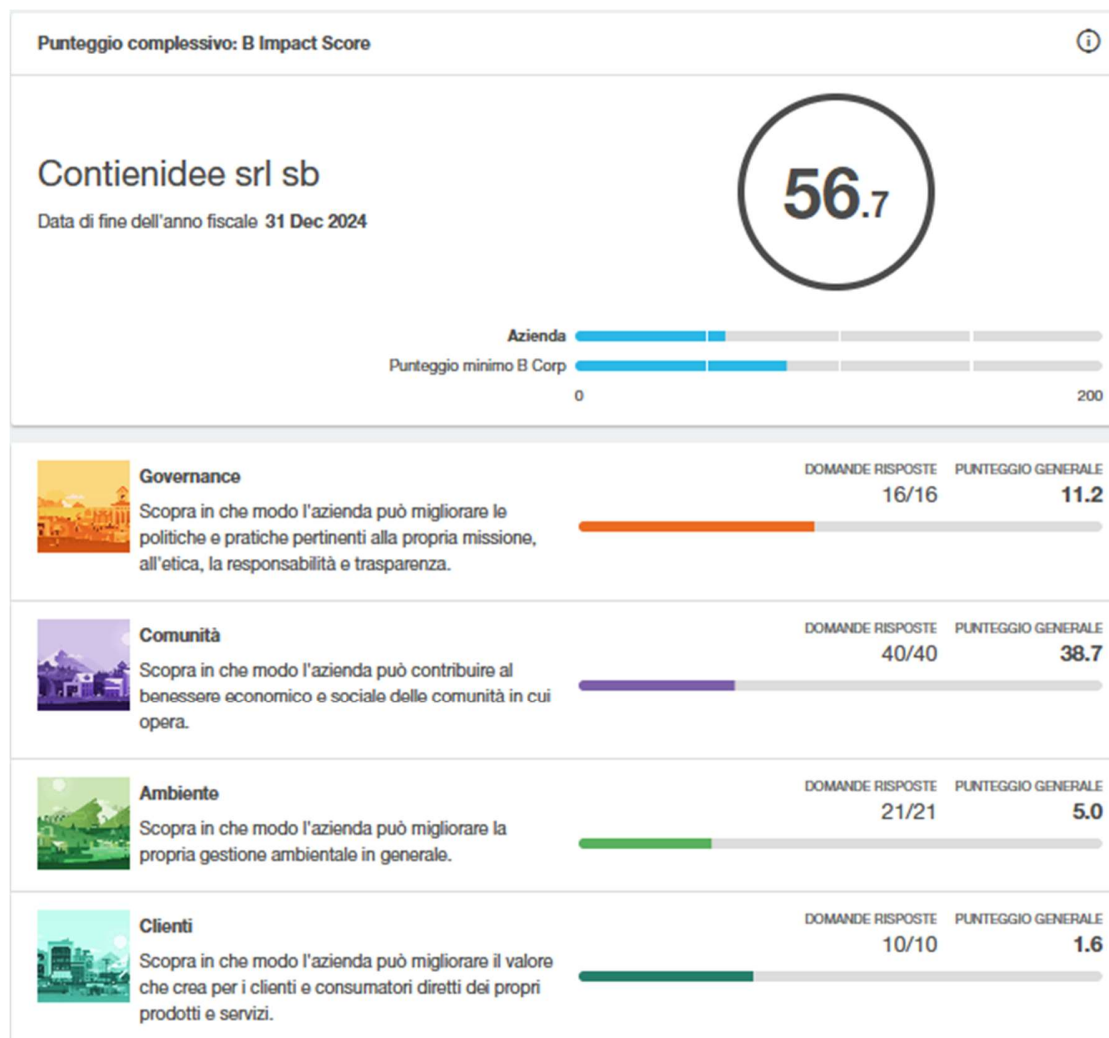 Punteggio complessivo: B Impact Score
Contienidee srl sb
Data di fine dell'anno fiscale 31 Dec 2024
56.7
Azienda
Punteggio minimo B Corp
0 200
Governance
Scopra in che modo l'azienda può migliorare le
politiche e pratiche pertinenti alla propria missione,
all'etica, la responsabilità e trasparenza.
DOMANDE RISPOSTE PUNTEGGIO GENERALE
16/16 11.2
Comunità
Scopra in che modo l'azienda può contribuire al
benessere economico e sociale delle comunità in cui
opera.
DOMANDE RISPOSTE PUNTEGGIO GENERALE
40/40 38.7
Ambiente
Scopra in che modo l'azienda può migliorare la
propria gestione ambientale in generale.
DOMANDE RISPOSTE PUNTEGGIO GENERALE
21/21 5.0
Clienti
Scopra in che modo l'azienda può migliorare il valore
che crea per i clienti e consumatori diretti dei propri
prodotti e servizi.
DOMANDE RISPOSTE PUNTEGGIO GENERALE
10/10 1.6